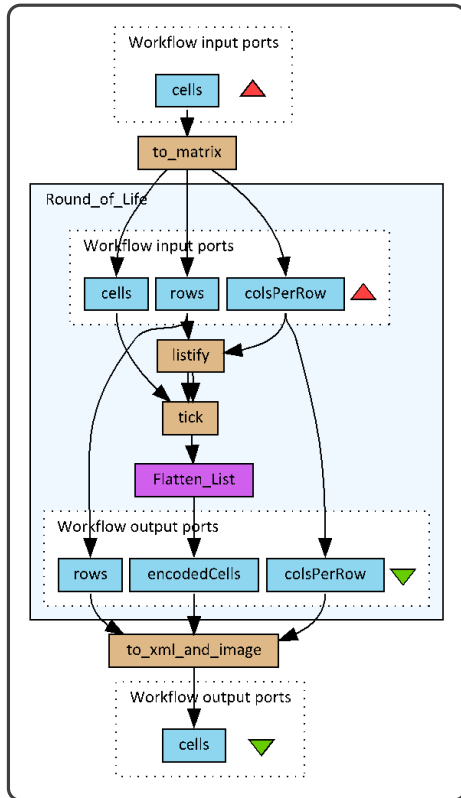 Workflow input ports
cells
to_matrix
Round_of_Life
Workflow input ports
cells rows colsPerRow
listify
tick
Flatten_List
Workflow output ports
rows encodedCells colsPerRow
to_xml_and_image
Workflow output ports
cells